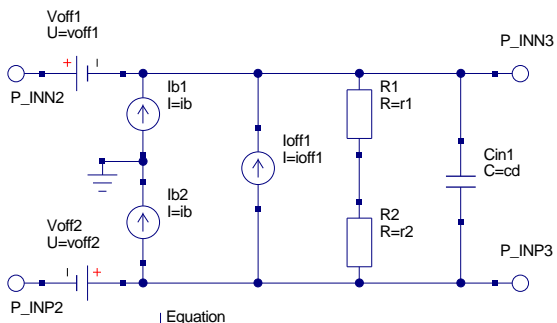 Voff1
U=voff1
P_INN2
+
Ib1
I=ib
Ioff1
I=ioff1
R1
R=r1
P_INN3
Cin1
C=cd
Ib2
I=ib
R2
R=r2
Voff2
U=voff2
+
P_INP2
P_INP3
Equation